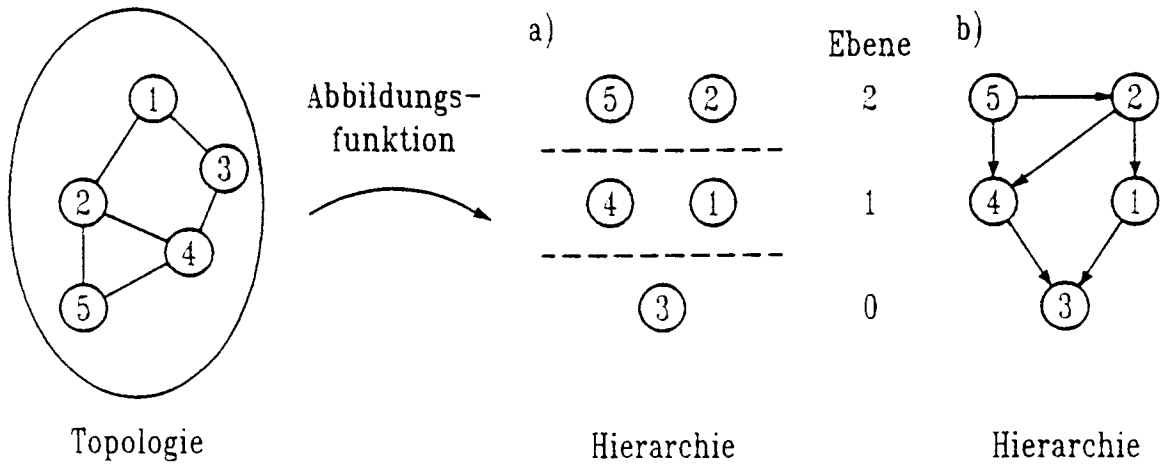 a)
Ebene
b)
1
Abbildungs-
funktion
5 2
2
5 2
3
2
4
4 1
1
4 1
5
3
0
3
Topologie
Hierarchie
Hierarchie